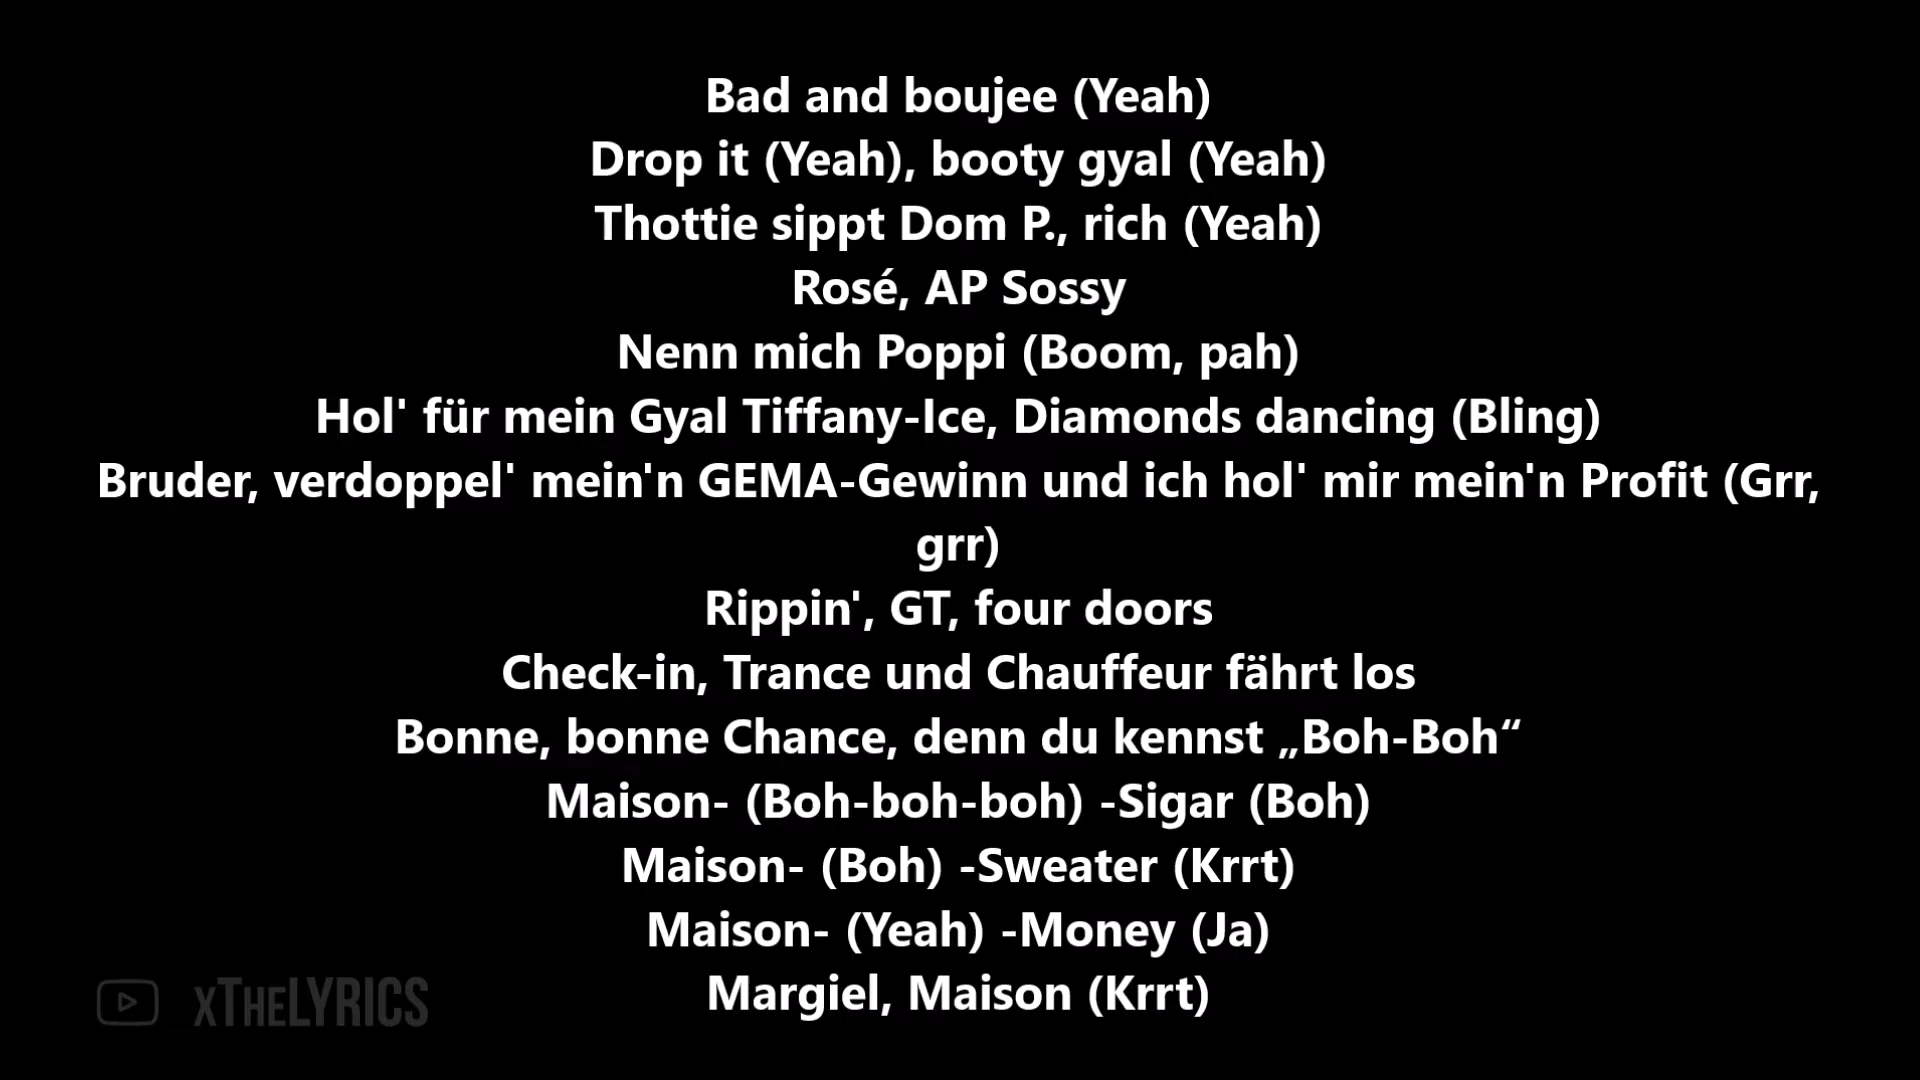 Bad and boujee (Yeah)
Drop it (Yeah), booty gyal (Yeah)
Thottie sippt Dom P., rich (Yeah)
Rosé, AP Sossy
Nenn mich Poppi (Boom, pah)
Hol' für mein Gyal Tiffany-Ice, Diamonds dancing (Bling)
Bruder, verdoppel' mein'n GEMA-Gewinn und ich hol' mir mein'n Profit (Grr,
grr)
Rippin', GT, four doors
Check-in, Trance und Chauffeur fährt los
Bonne, bonne Chance, denn du kennst „Boh-Boh“
Maison- (Boh-boh-boh) -Sigar (Boh)
Maison- (Boh) -Sweater (Krrt)
Maison- (Yeah) -Money (Ja)
Margiel, Maison (Krrt)
xTheLYRICS